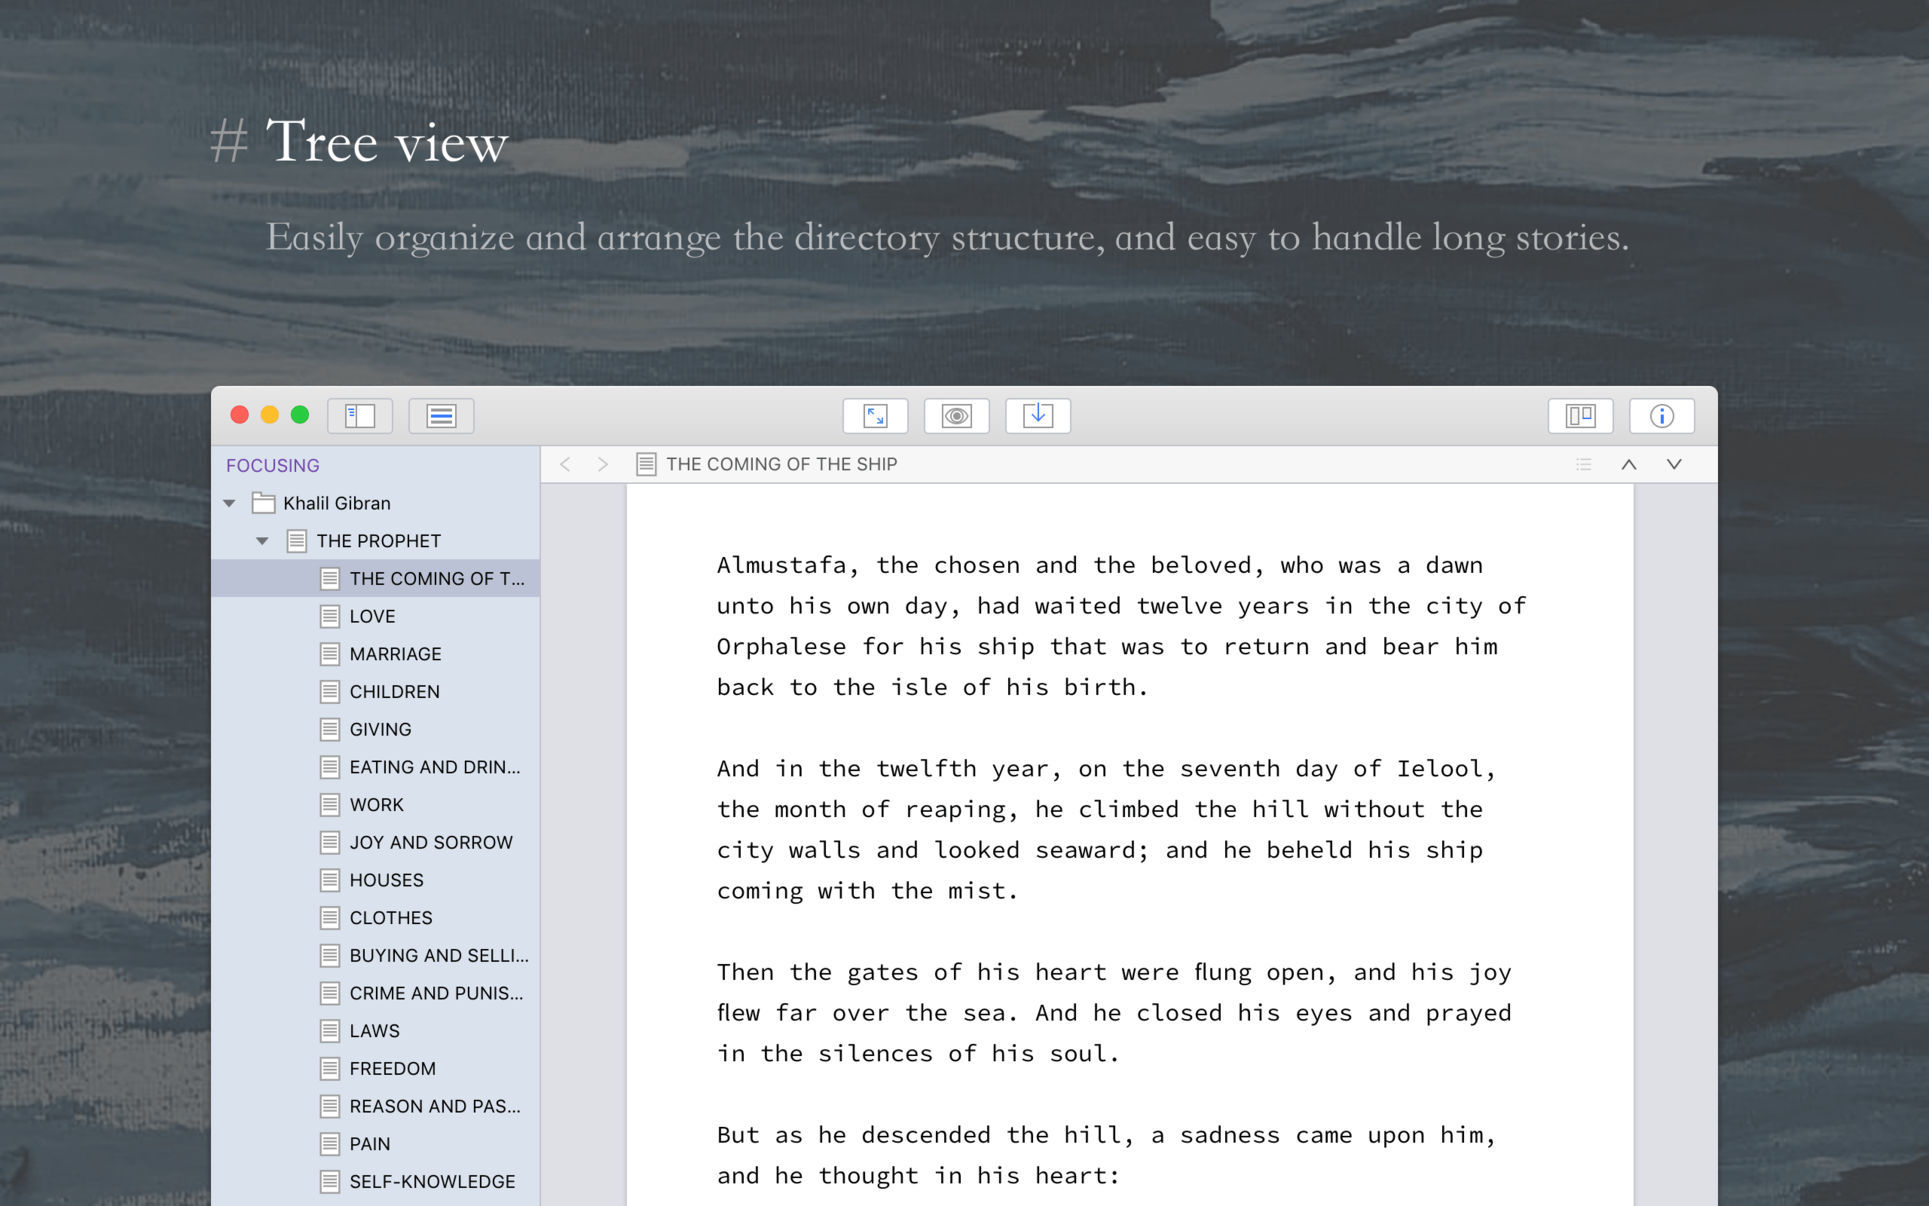 # Tree view
Easily organize and arrange the directory structure, and easy to handle long stories.
FOCUSING
Khalil Gibran
THE PROPHET
THE COMING OF T...
LOVE
MARRIAGE
CHILDREN
GIVING
EATING AND DRIN...
WORK
JOY AND SORROW
HOUSES
CLOTHES
BUYING AND SELLI...
CRIME AND PUNIS...
LAWS
FREEDOM
REASON AND PAS...
PAIN
SELF-KNOWLEDGE
THE COMING OF THE SHIP
Almustafa, the chosen and the beloved, who was a dawn
unto his own day, had waited twelve years in the city of
Orphalese for his ship that was to return and bear him
back to the isle of his birth.
And in the twelfth year, on the seventh day of Ielool,
the month of reaping, he climbed the hill without the
city walls and looked seaward; and he beheld his ship
coming with the mist.
Then the gates of his heart were flung open, and his joy
flew far over the sea. And he closed his eyes and prayed
in the silences of his soul.
But as he descended the hill, a sadness came upon him,
and he thought in his heart: